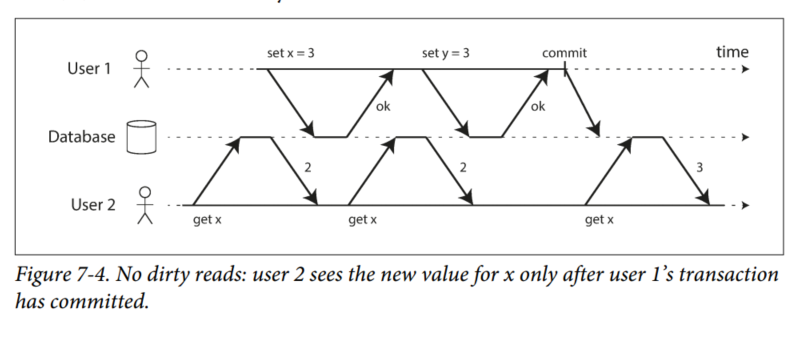 set x = 3
set y = 3
commit
time
User 1
ok
ok
Database
2
2
3
User 2
get x
get x
get x
Figure 7-4. No dirty reads: user 2 sees the new value for x only after user 1’s transaction
has committed.